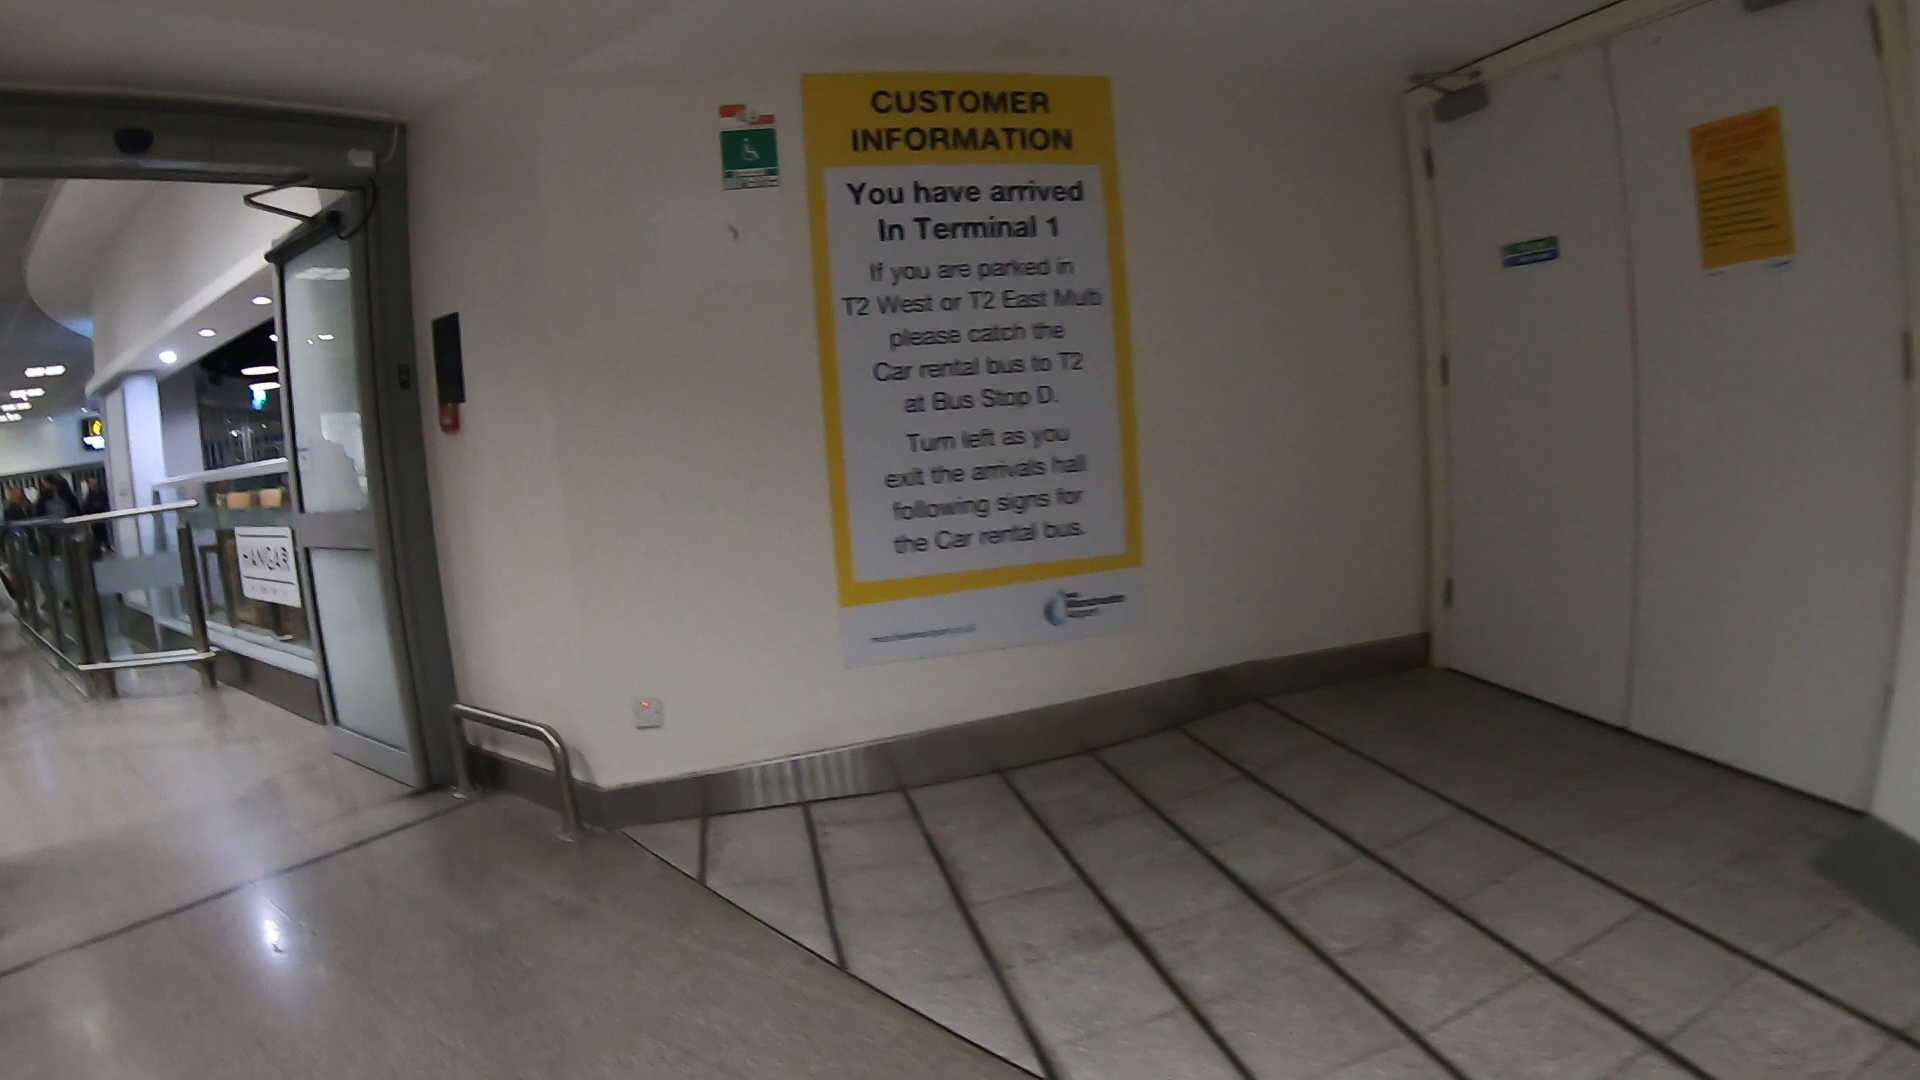 CUSTOMER
INFORMATION
You have arrived
In Terminal 1
If you are parked in
T2 West or T2 East Multi
please catch the
Car rental bus to T2
at Bus Stop D.
Turn left as you
exit the arrivals hall
following signs for
the Car rental bus.
Manchester
Airport
HANGAR